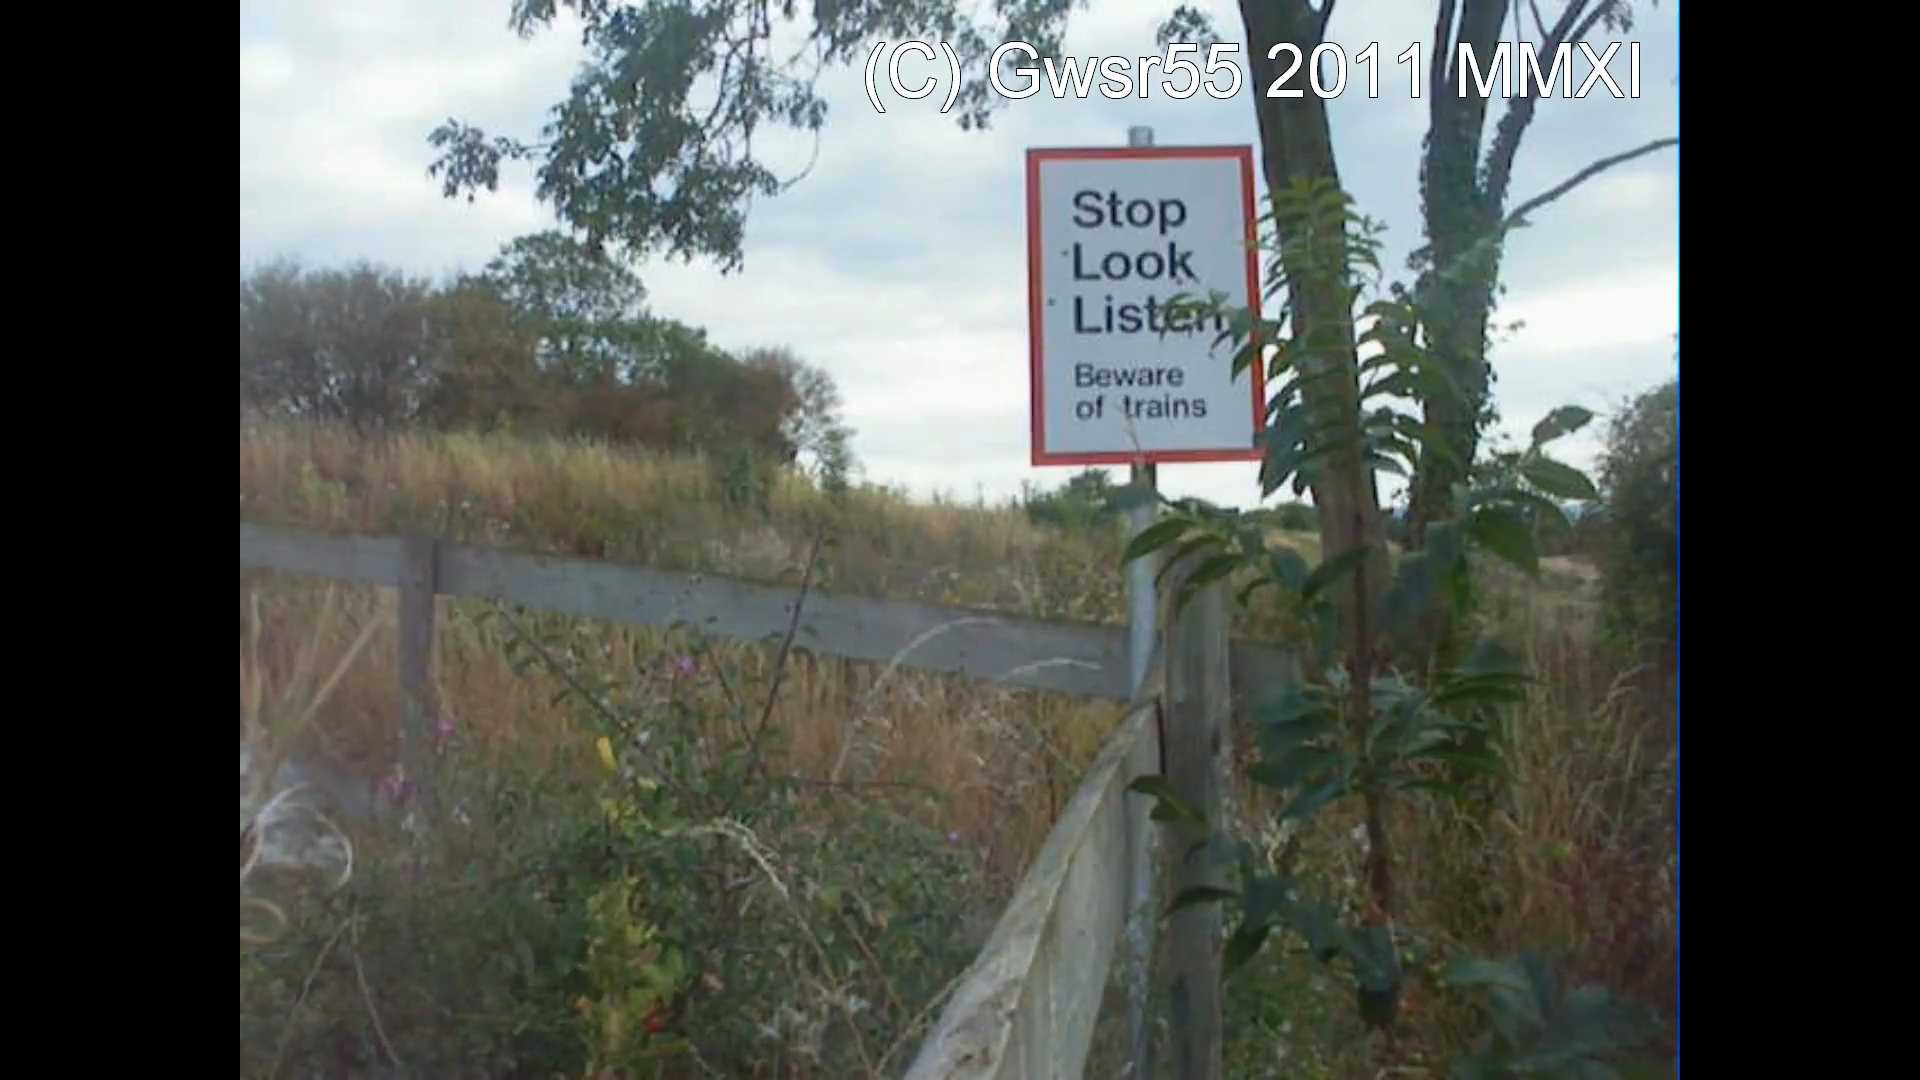 (C) Gwsr55 2011 MMXI
Stop
Look
Listen
Beware
of trains